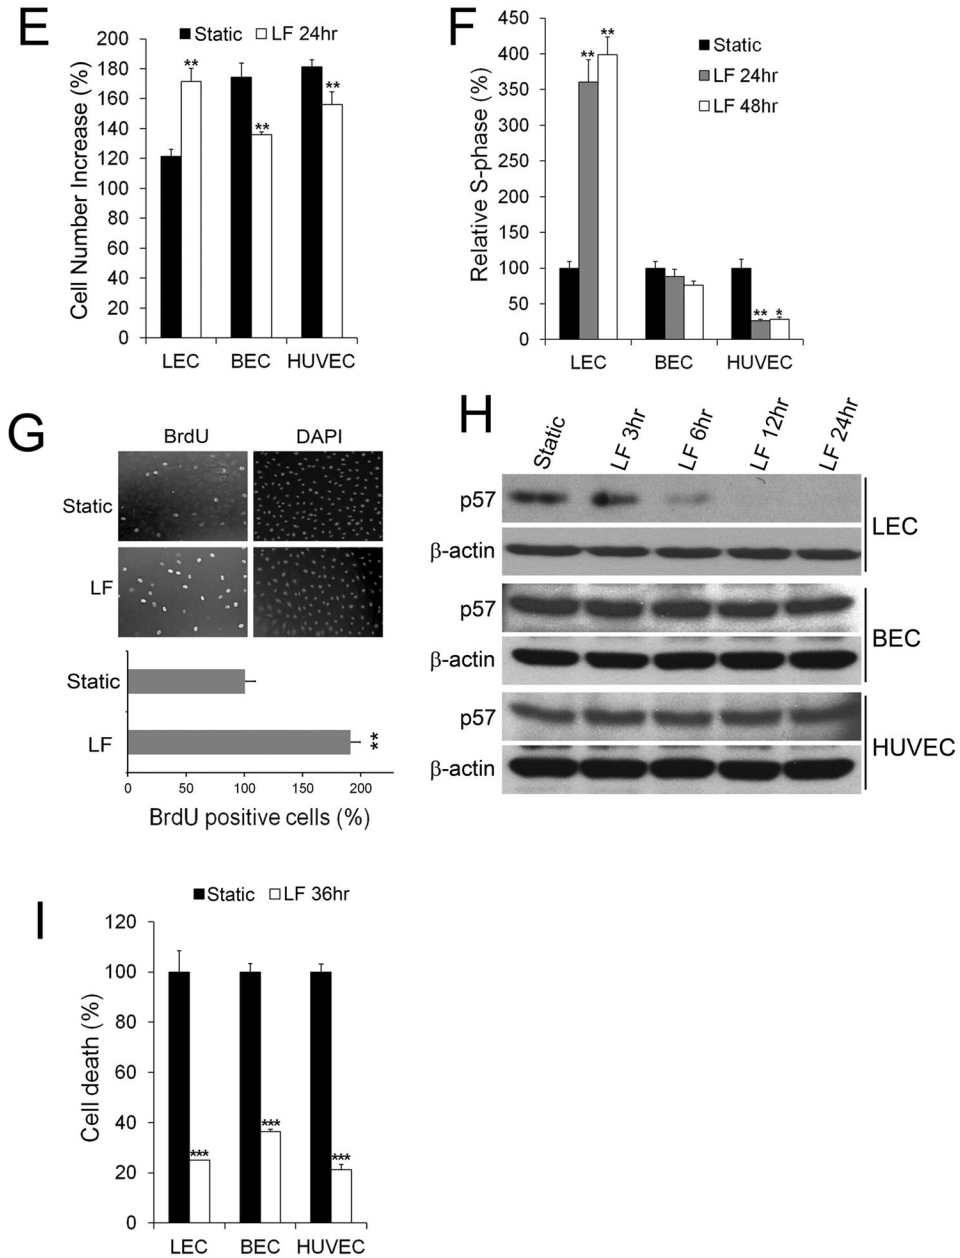 E
Static LF 24hr
Cell Number Increase (%)
200
180
160
140
120
100
80
60
40
20
0
**
**
**
LEC BEC HUVEC
F
Static
LF 24hr
LF 48hr
Relative S-phase (%)
450
400
350
300
250
200
150
100
50
0
** **
** *
LEC BEC HUVEC
G
BrdU DAPI
Static
LF
Static
LF
**
0 50 100 150 200
BrdU positive cells (%)
H
Static LF 3hr LF 6hr LF 12hr LF 24hr
p57
β-actin
LEC
p57
β-actin
BEC
p57
β-actin
HUVEC
I
Static LF 36hr
Cell death (%)
120
100
80
60
40
20
0
*** *** ***
LEC BEC HUVEC